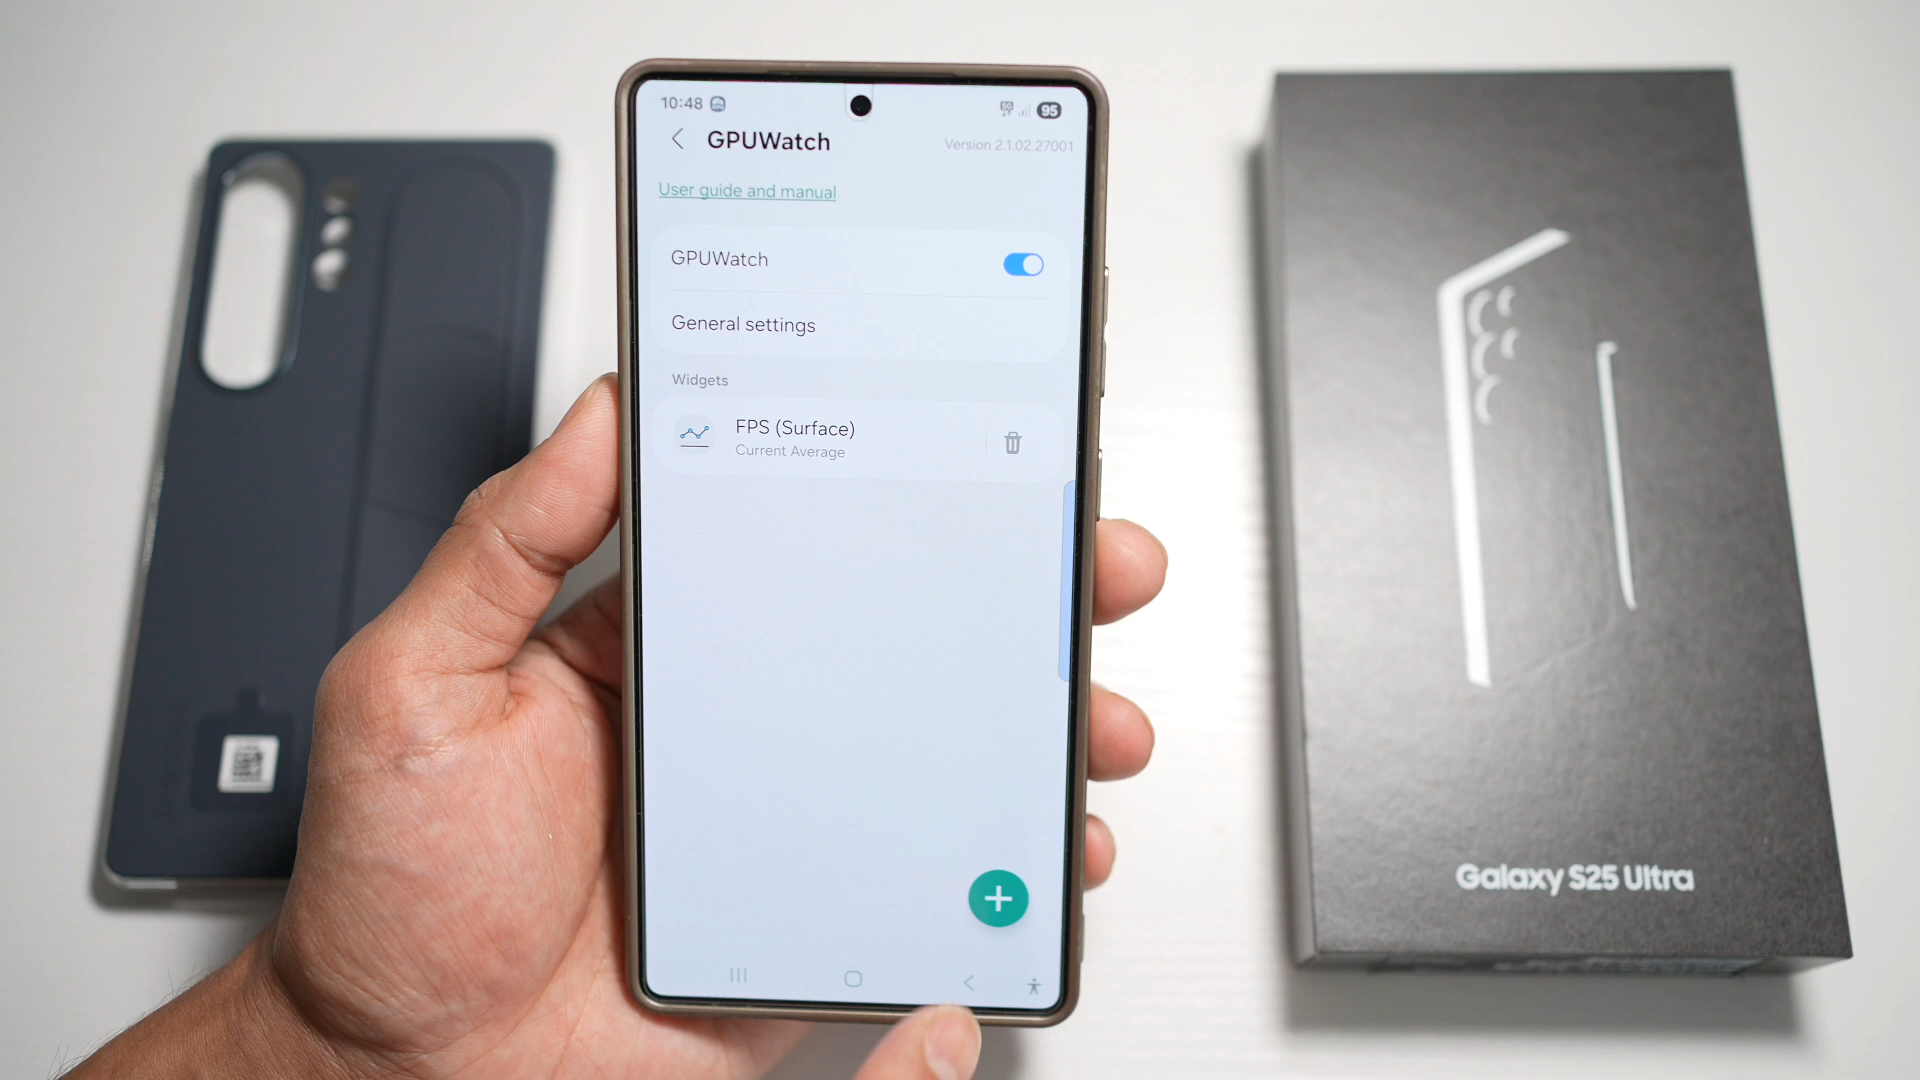 10:48
95
GPUWatch
Version 2.1.02.27001
User guide and manual
GPUWatch
General settings
Widgets
FPS (Surface)
Current Average
Galaxy S25 Ultra